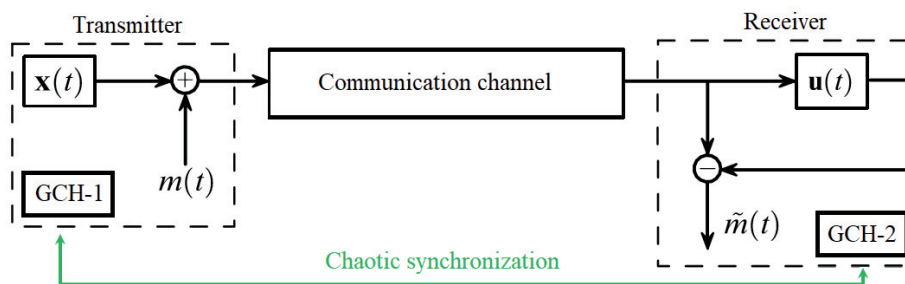 Transmitter
Receiver
x(t)
+
Communication channel
u(t)
m(t)
−
GCH-1
m̃(t)
GCH-2
Chaotic synchronization